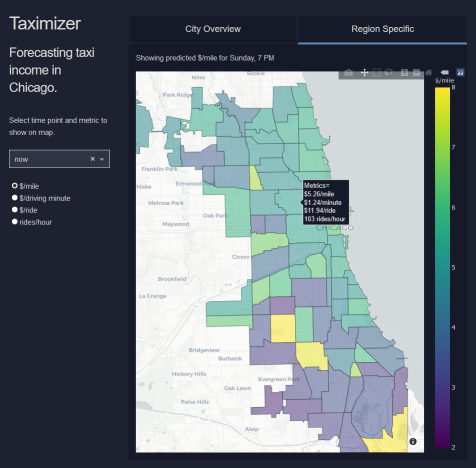 Taximizer
City Overview
Region Specific
Forecasting taxi
income in
Chicago.
Showing predicted $/mile for Sunday, 7 PM
Select time point and metric to
show on map.
now
$/mile
$/driving minute
$/ride
rides/hour
Skokie
Niles
Park Ridge
Franklin Park
Elmwood
Melrose Park
Oak Park
Maywood
Cicero
Brookfield
La Grange
Bridgeview
Burbank
Hickory Hills
Evergreen Park
Oak Lawn
Palos Hills
Alsip
CHICAGO
Metrics=
$5.26/mile
$1.24/minute
$11.94/ride
103 rides/hour
$/mile
8
7
6
5
4
3
2